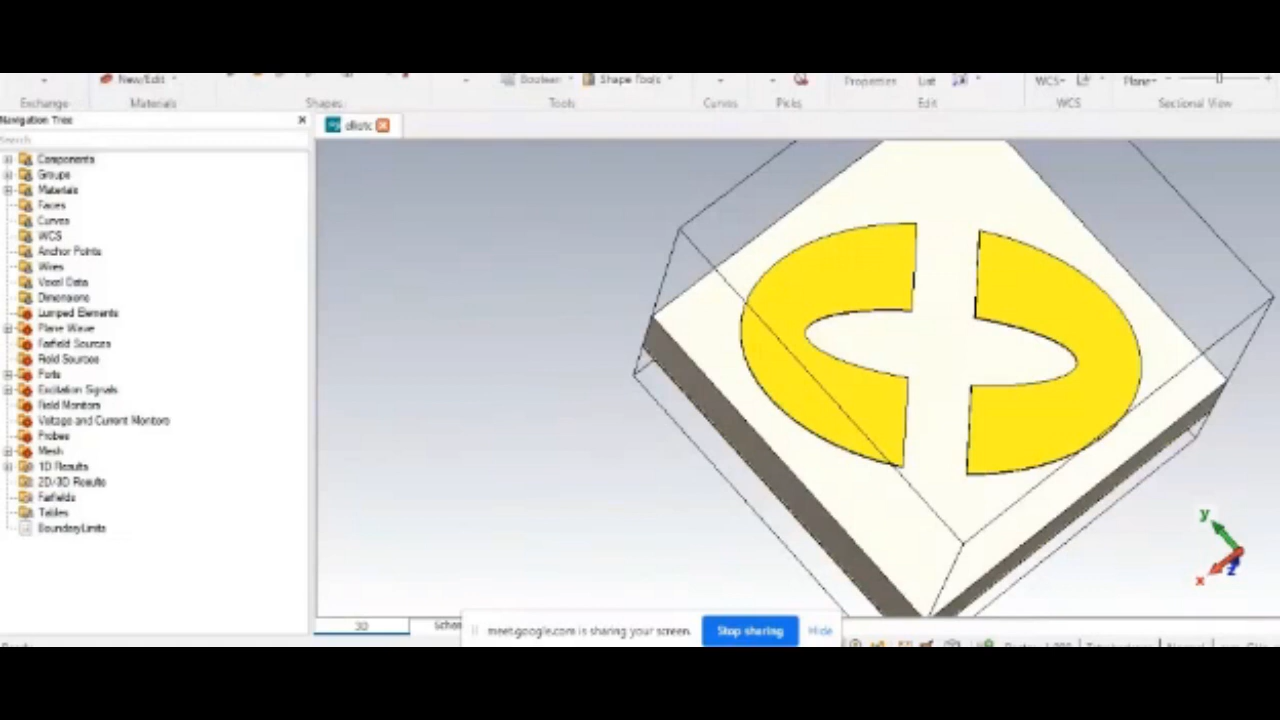 New/Edit
Boolean
Shape Tools
Properties
List
WCS
Plane
Exchange
Materials
Shapes
Tools
Curves
Picks
Edit
WCS
Sectional View
Navigation Tree
Search
Components
Groups
Materials
Faces
Curves
WCS
Anchor Points
Wires
Voxel Data
Dimensions
Lumped Elements
Plane Wave
Farfield Sources
Field Sources
Ports
Excitation Signals
Field Monitors
Voltage and Current Monitors
Probes
Mesh
1D Results
2D/3D Results
Farfields
Tables
BoundaryLimits
y
x
z
3D
meet.google.com is sharing your screen.
Stop sharing
Hide